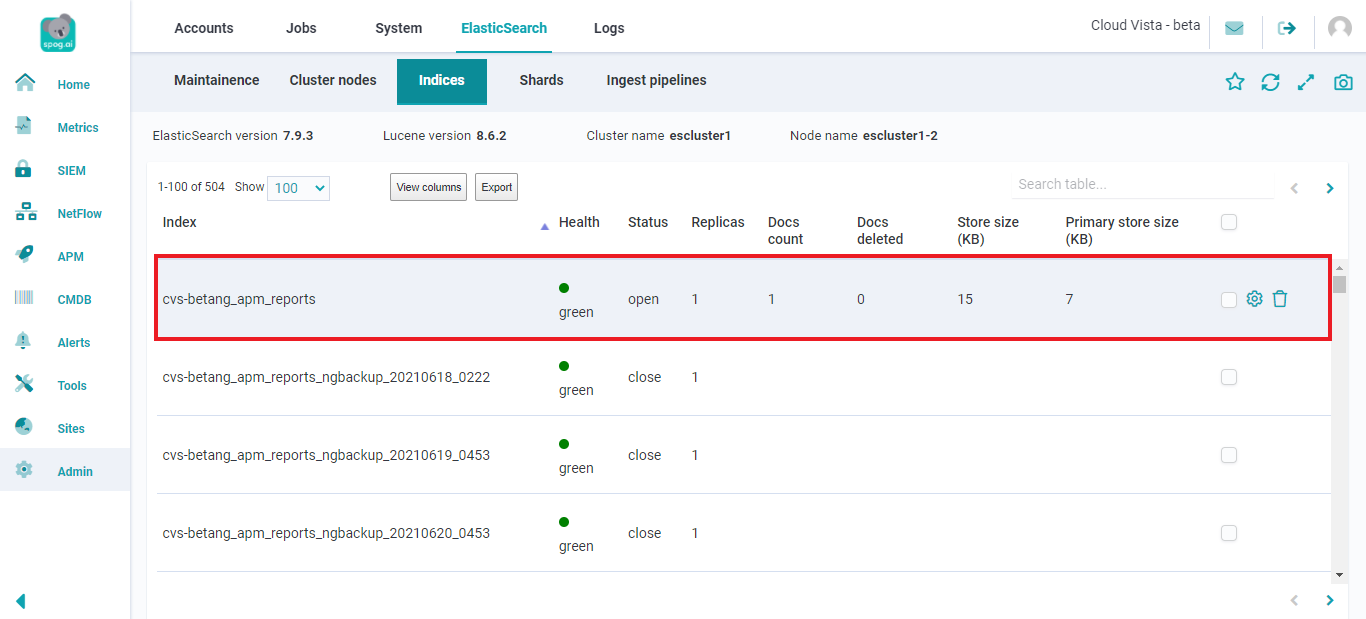 spog.ai
Accounts Jobs System ElasticSearch Logs Cloud Vista - beta
Home
Metrics
SIEM
NetFlow
APM
CMDB
Alerts
Tools
Sites
Admin
Maintainence Cluster nodes Indices Shards Ingest pipelines
ElasticSearch version 7.9.3 Lucene version 8.6.2 Cluster name escluster1 Node name escluster1-2
1-100 of 504 Show 100 View columns Export Search table...
Index Health Status Replicas Docs count Docs deleted Store size (KB) Primary store size (KB)
cvs-betang_apm_reports green open 1 1 0 15 7
cvs-betang_apm_reports_ngbackup_20210618_0222 green close 1
cvs-betang_apm_reports_ngbackup_20210619_0453 green close 1
cvs-betang_apm_reports_ngbackup_20210620_0453 green close 1